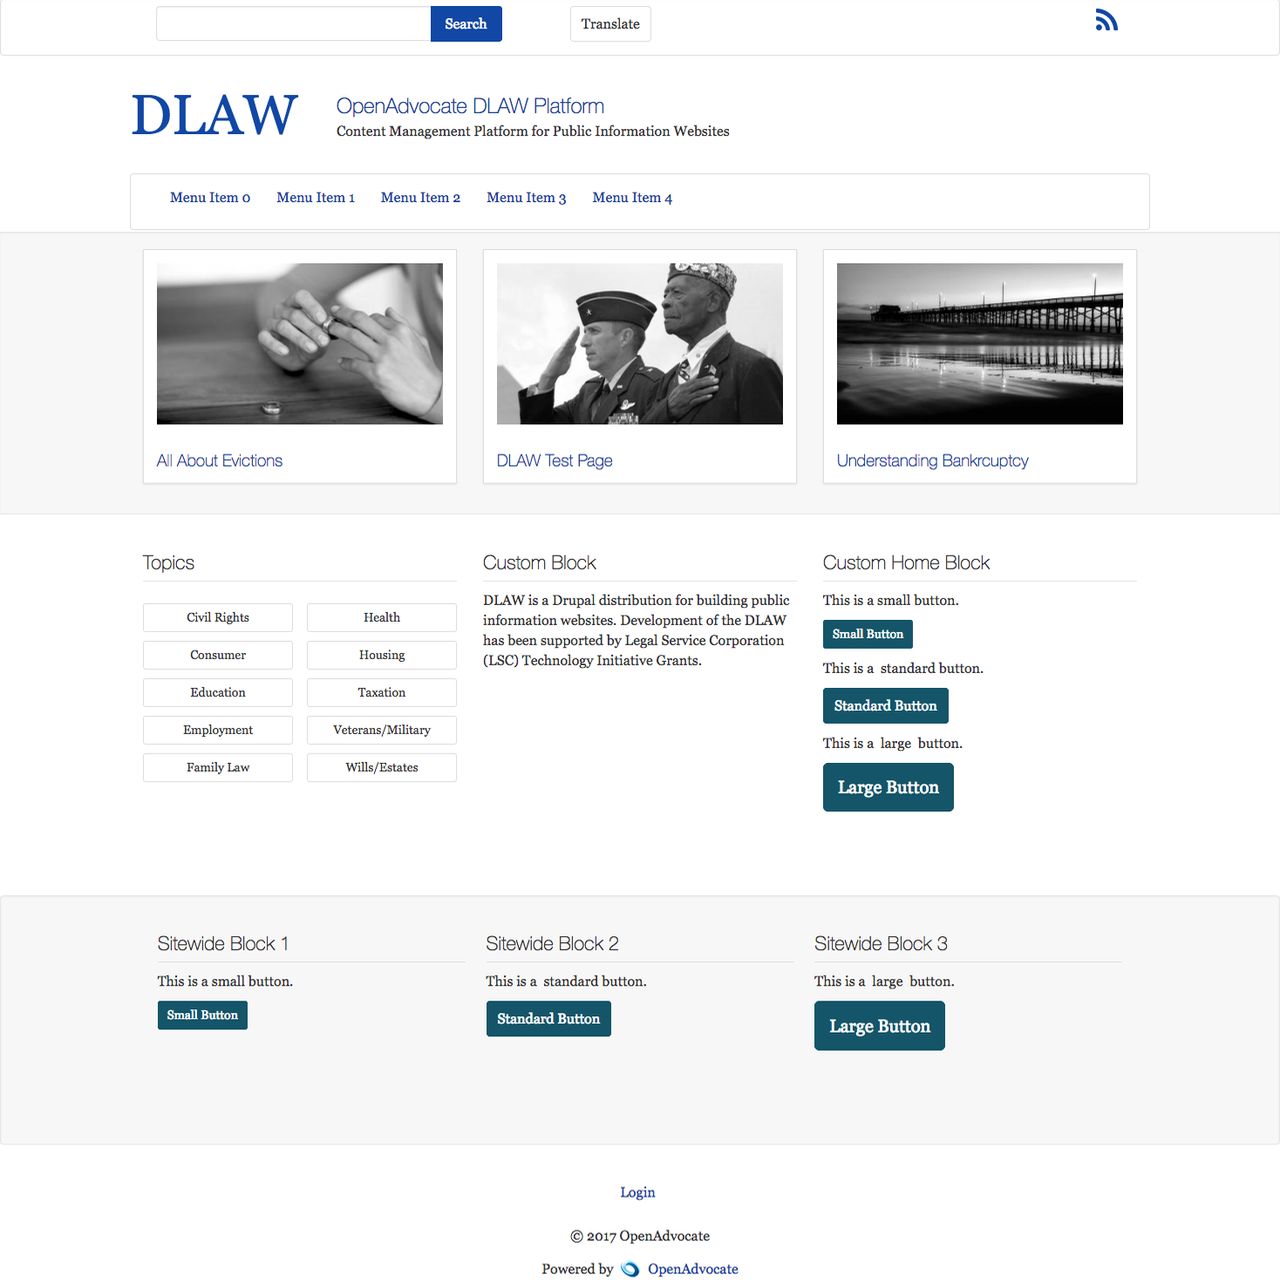 Search
Translate
DLAW
OpenAdvocate DLAW Platform
Content Management Platform for Public Information Websites
Menu Item 0
Menu Item 1
Menu Item 2
Menu Item 3
Menu Item 4
All About Evictions
DLAW Test Page
Understanding Bankrcuptcy
Topics
Civil Rights
Health
Consumer
Housing
Education
Taxation
Employment
Veterans/Military
Family Law
Wills/Estates
Custom Block
DLAW is a Drupal distribution for building public
information websites. Development of the DLAW
has been supported by Legal Service Corporation
(LSC) Technology Initiative Grants.
Custom Home Block
This is a small button.
Small Button
This is a standard button.
Standard Button
This is a large button.
Large Button
Sitewide Block 1
This is a small button.
Small Button
Sitewide Block 2
This is a standard button.
Standard Button
Sitewide Block 3
This is a large button.
Large Button
Login
© 2017 OpenAdvocate
Powered by OpenAdvocate